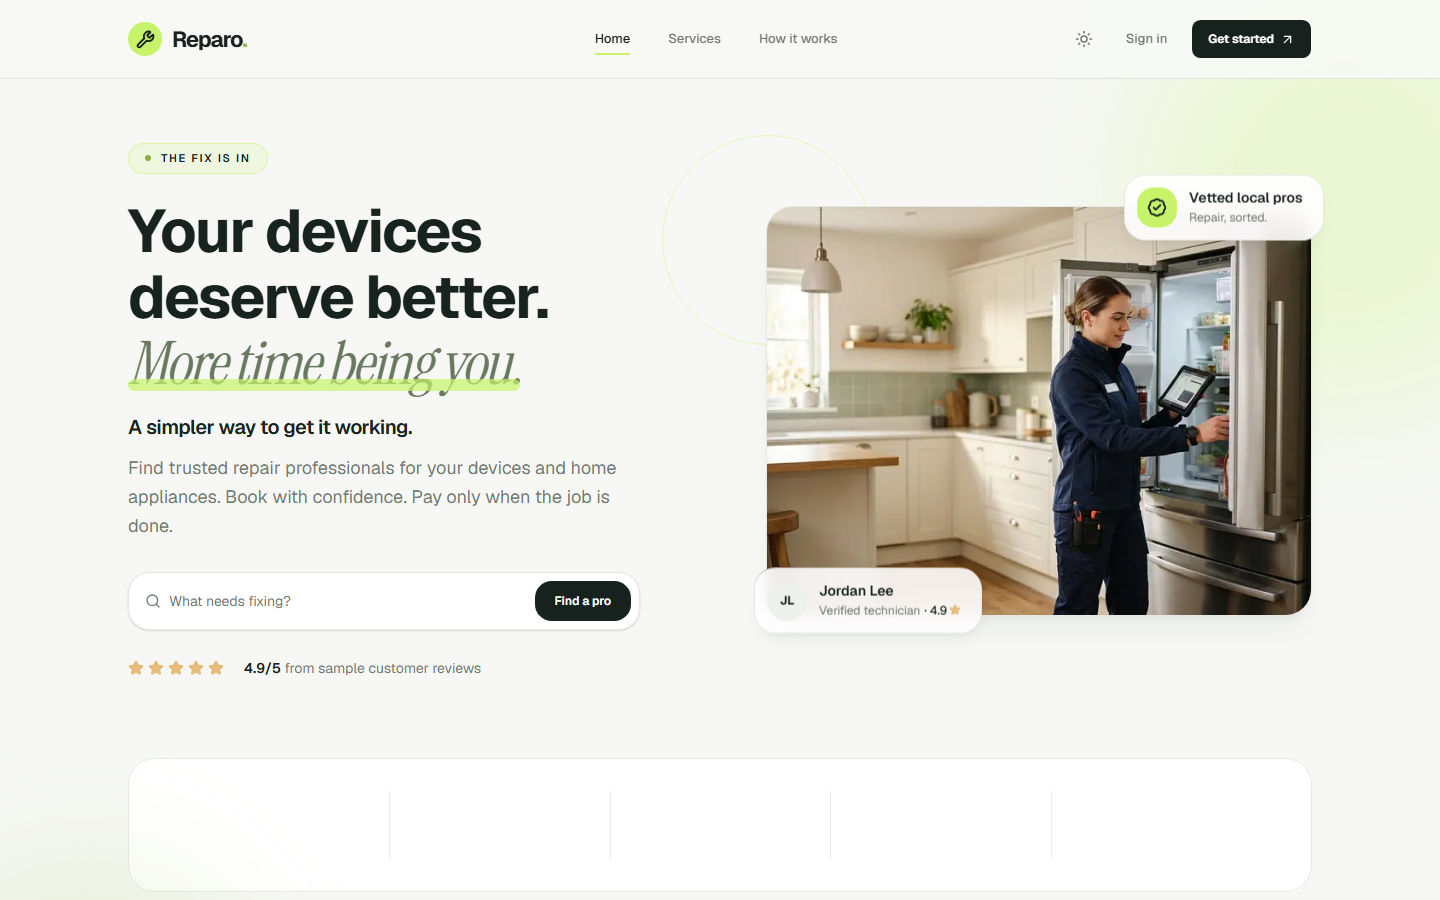 Reparo.
Home
Services
How it works
Sign in
Get started
THE FIX IS IN
Your devices
deserve better.
More time being you.
A simpler way to get it working.
Find trusted repair professionals for your devices and home
appliances. Book with confidence. Pay only when the job is
done.
What needs fixing?
Find a pro
4.9/5 from sample customer reviews
Vetted local pros
Repair, sorted.
JL
Jordan Lee
Verified technician · 4.9